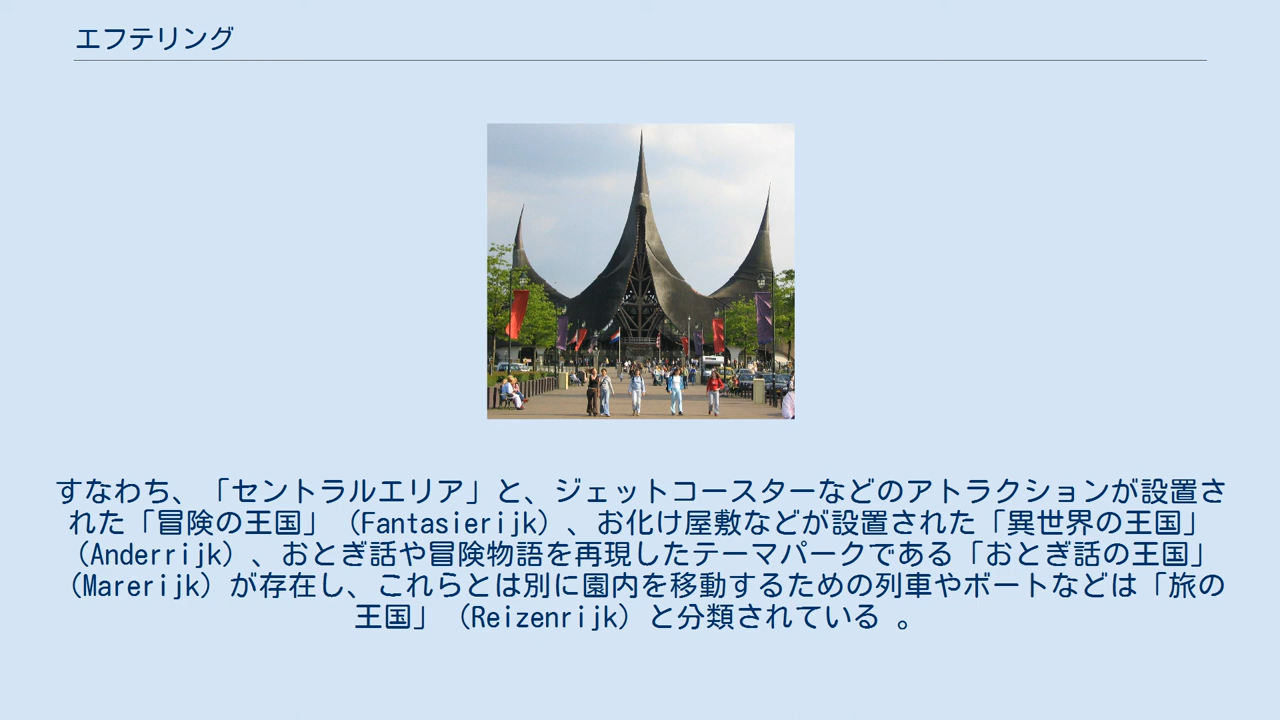 エフテリング
すなわち、「セントラルエリア」と、ジェットコースターなどのアトラクションが設置さ
れた「冒険の王国」（Fantasierijk）、お化け屋敷などが設置された「異世界の王国」
（Anderrijk）、おとぎ話や冒険物語を再現したテーマパークである「おとぎ話の王国」
（Marerijk）が存在し、これらとは別に園内を移動するための列車やボートなどは「旅の
王国」（Reizenrijk）と分類されている 。